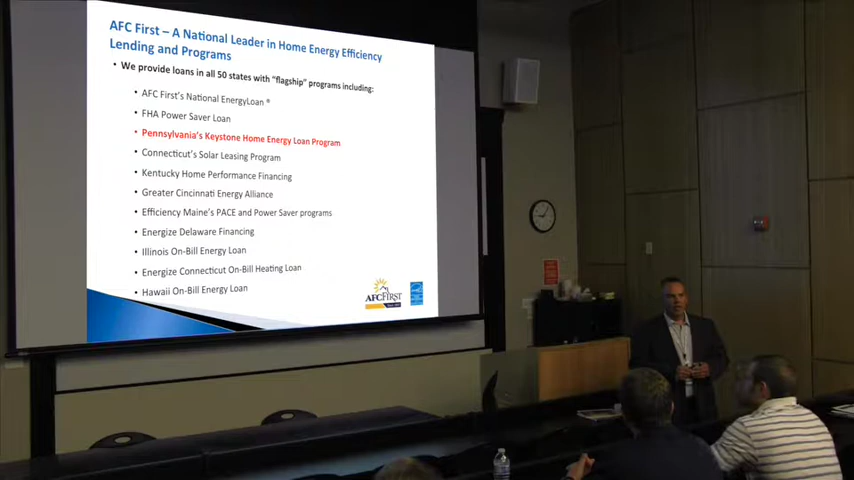 AFC First – A National Leader in Home Energy Efficiency
Lending and Programs
• We provide loans in all 50 states with "flagship" programs including:
• AFC First's National EnergyLoan ®
• FHA Power Saver Loan
• Pennsylvania's Keystone Home Energy Loan Program
• Connecticut's Solar Leasing Program
• Kentucky Home Performance Financing
• Greater Cincinnati Energy Alliance
• Efficiency Maine's PACE and Power Saver programs
• Energize Delaware Financing
• Illinois On-Bill Energy Loan
• Energize Connecticut On-Bill Heating Loan
• Hawaii On-Bill Energy Loan
AFC FIRST